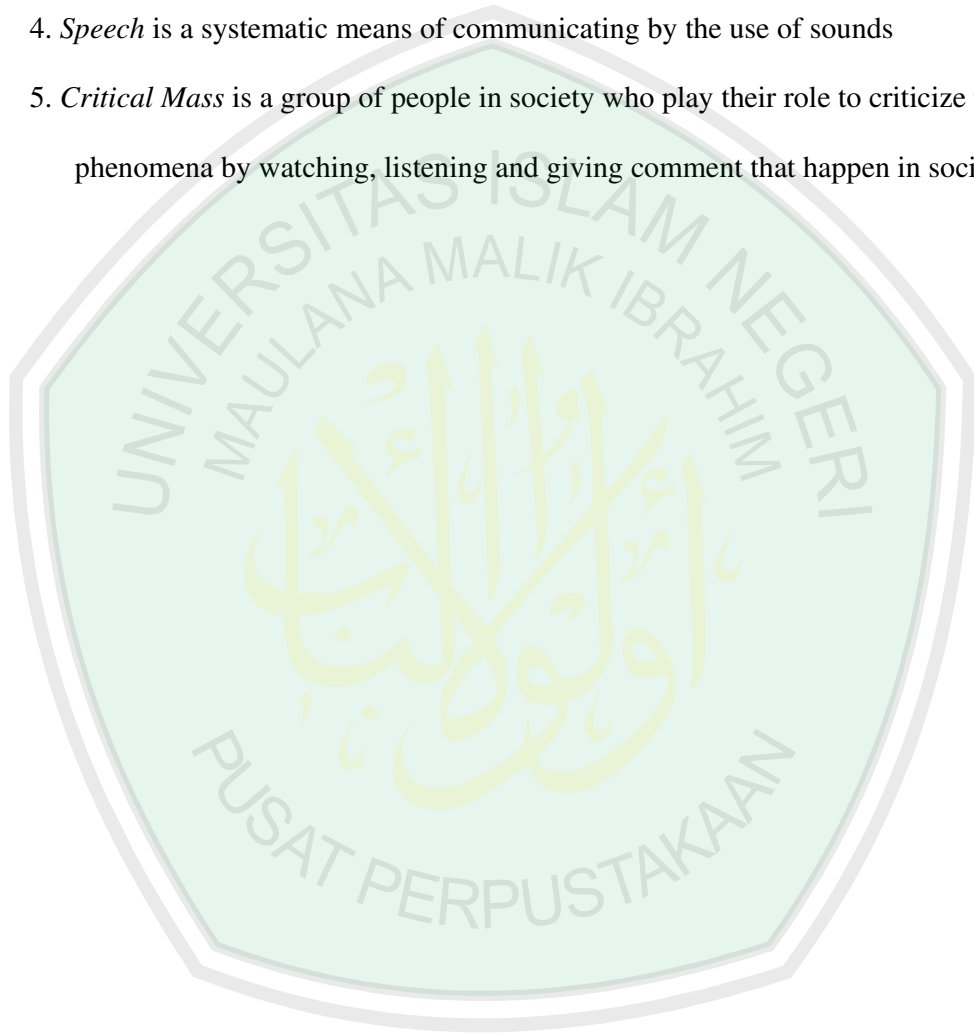 4. Speech is a systematic means of communicating by the use of sounds
5. Critical Mass is a group of people in society who play their role to criticize
phenomena by watching, listening and giving comment that happen in soci
UNIVERSITAS ISLAM NEGERI
MAULANA MALIK IBRAHIM
أولوا الألباب
PUSAT PERPUSTAKAAN